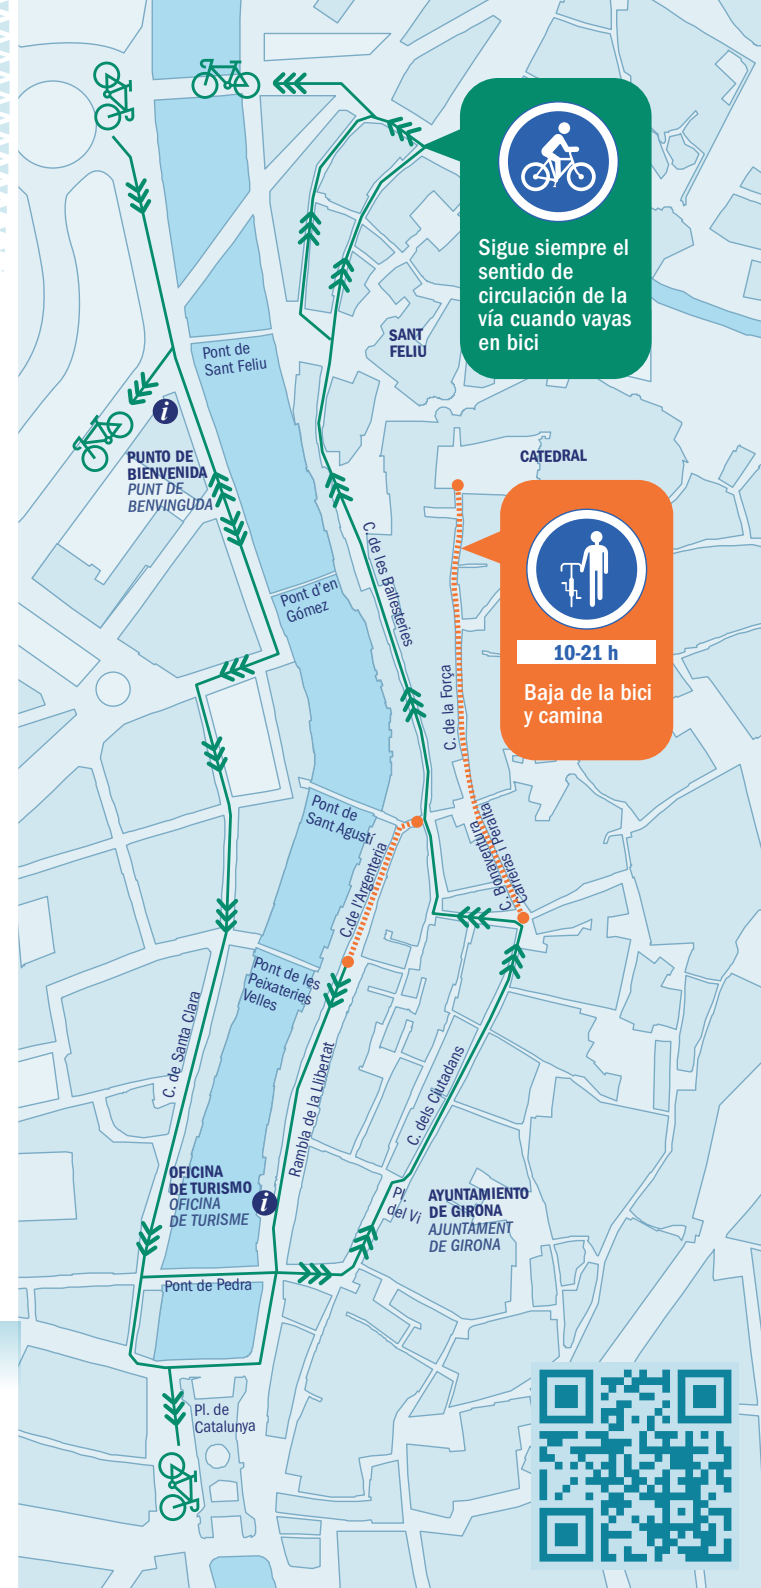 Sigue siempre el
sentido de
circulación de la
vía cuando vayas
en bici
SANT
FELIU
Pont de
Sant Feliu
i
PUNTO DE
BIENVENIDA
PUNT DE
BENVINGUDA
CATEDRAL
10-21 h
Baja de la bici
y camina
C. de les Ballesteries
Pont d'en
Gómez
C. de la Força
Pont de
Sant Agustí
C. Bonaventura
Carreras i Peralta
C.de l'Argenteria
Pont de les
Peixateries
Velles
C. de Santa Clara
Rambla de la Llibertat
C. dels Ciutadans
OFICINA
DE TURISMO
OFICINA
DE TURISME
i
Pl.
del Vi
AYUNTAMIENTO
DE GIRONA
AJUNTAMENT
DE GIRONA
Pont de Pedra
Pl. de
Catalunya